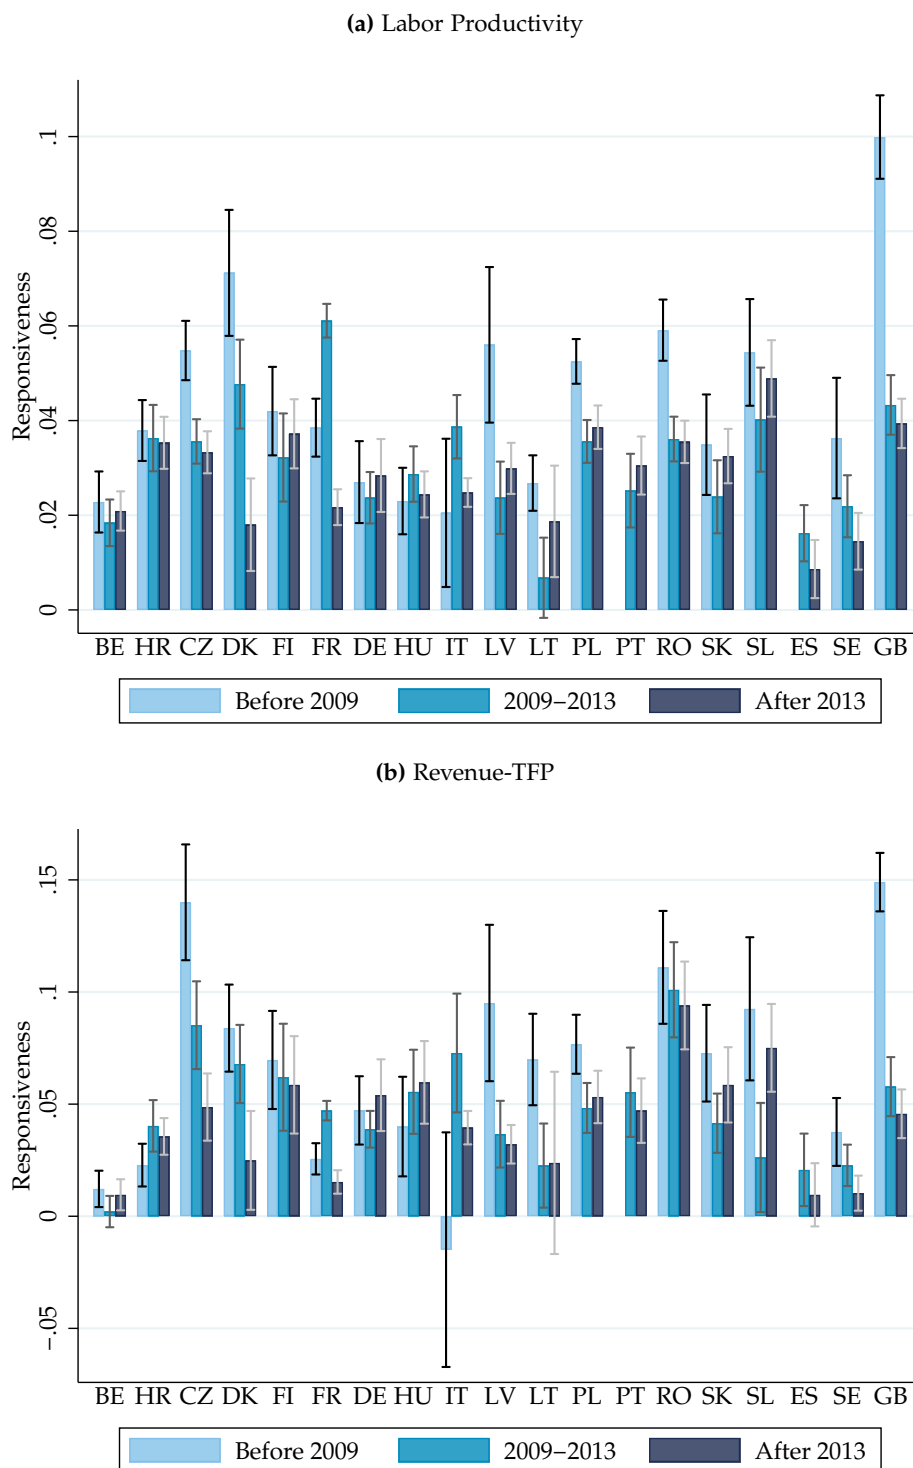 (a) Labor Productivity
Responsiveness
.1
.08
.06
.04
.02
0
BE HR CZ DK FI FR DE HU IT LV LT PL PT RO SK SL ES SE GB
Before 2009 2009−2013 After 2013
(b) Revenue-TFP
Responsiveness
.15
.1
.05
0
−.05
BE HR CZ DK FI FR DE HU IT LV LT PL PT RO SK SL ES SE GB
Before 2009 2009−2013 After 2013